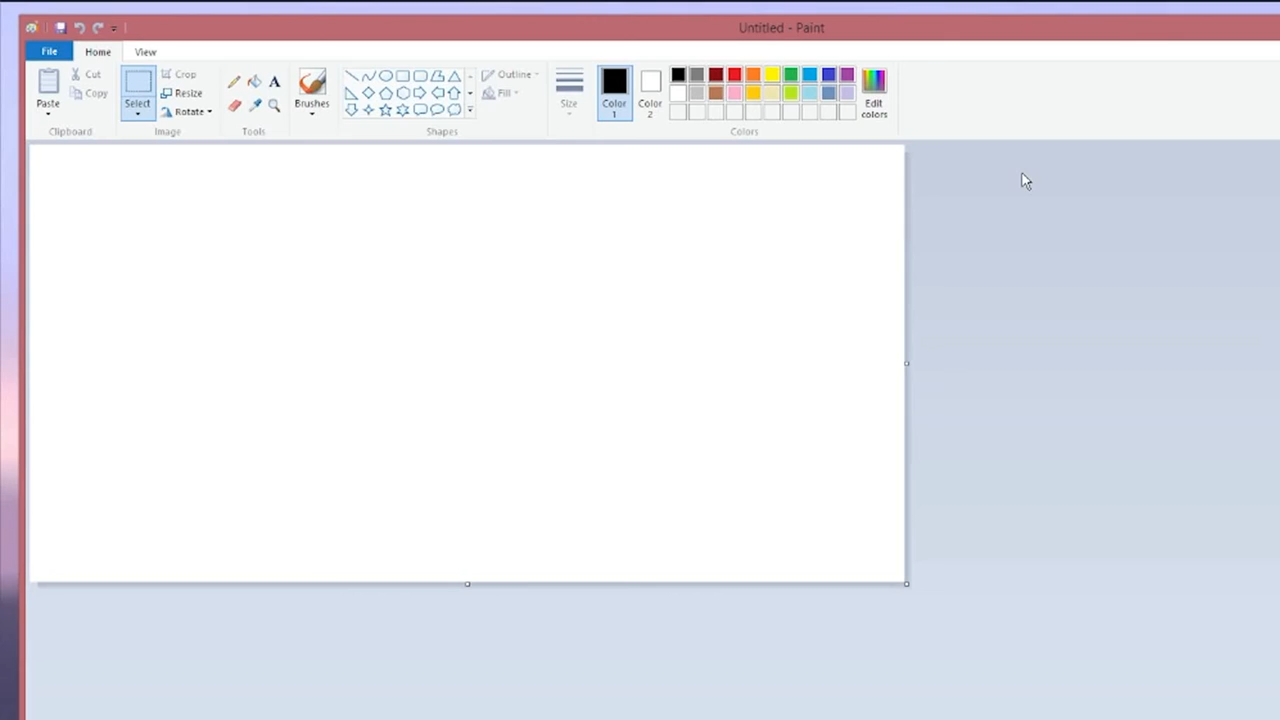 Untitled - Paint
File Home View
Paste
Cut
Copy
Clipboard
Select
Crop
Resize
Rotate
Image
A
Tools
Brushes
Outline
Fill
Shapes
Size
Color 1
Color 2
Edit colors
Colors